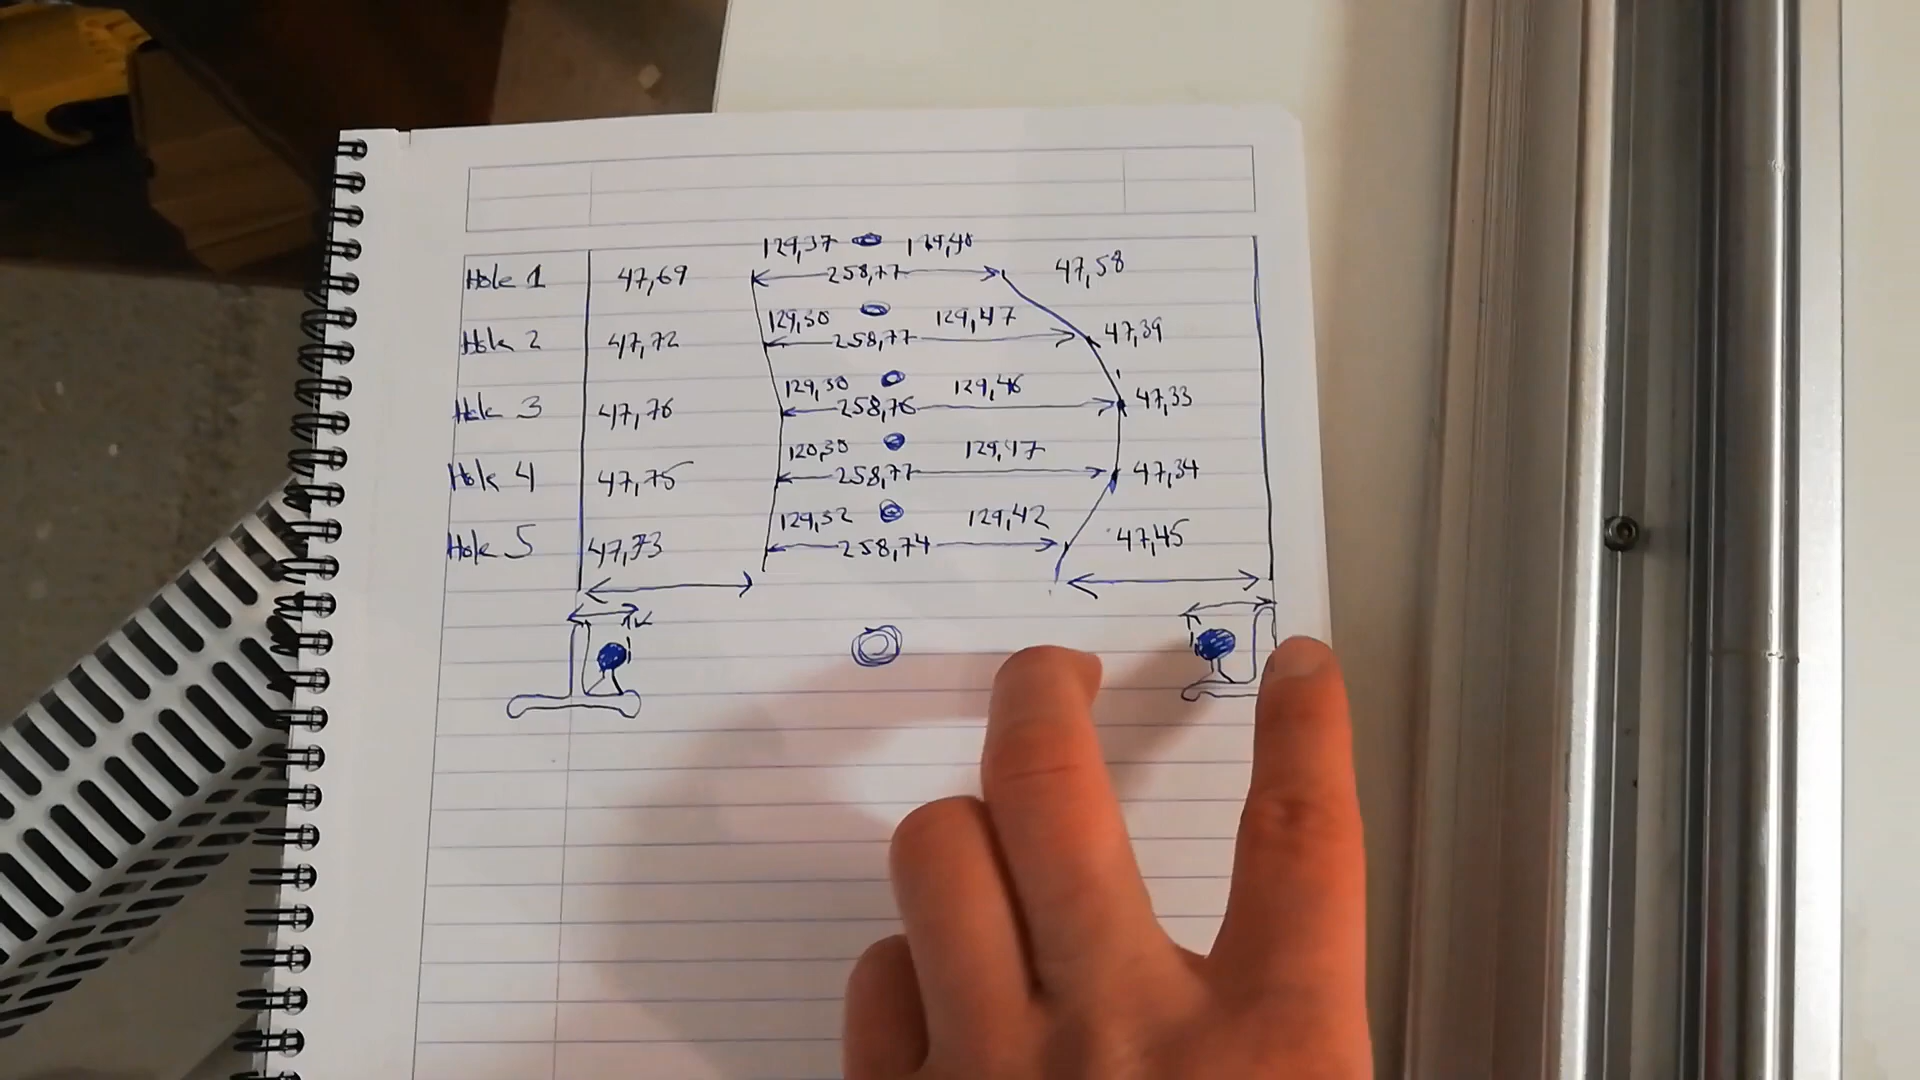 129,37 129,40
Hole 1 47,69 258,77 47,58
129,30 129,47
Hole 2 47,72 258,77 47,39
129,30 129,46
Hole 3 47,76 258,76 47,33
120,30 129,47
Hole 4 47,75 258,77 47,34
129,32 129,42
Hole 5 47,73 258,74 47,45